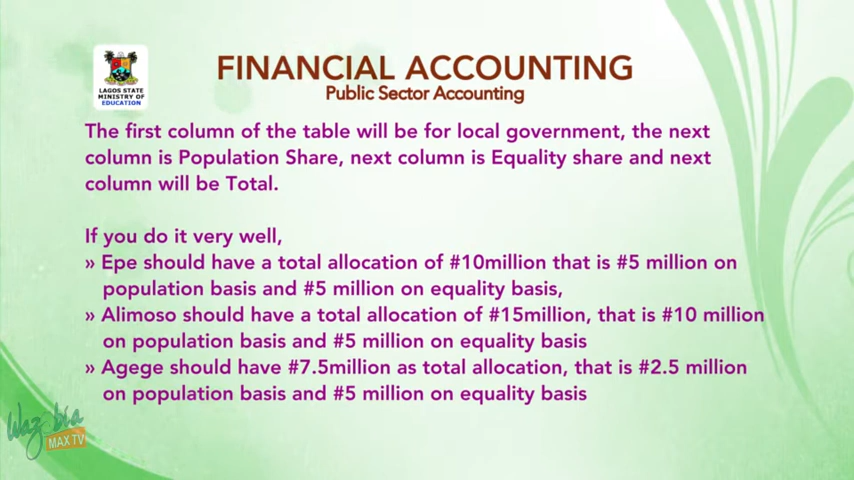 FINANCIAL ACCOUNTING
Public Sector Accounting
LAGOS STATE
MINISTRY OF
EDUCATION
The first column of the table will be for local government, the next
column is Population Share, next column is Equality share and next
column will be Total.
If you do it very well,
» Epe should have a total allocation of #10million that is #5 million on
population basis and #5 million on equality basis,
» Alimoso should have a total allocation of #15million, that is #10 million
on population basis and #5 million on equality basis
» Agege should have #7.5million as total allocation, that is #2.5 million
on population basis and #5 million on equality basis
Wazobia
MAX TV